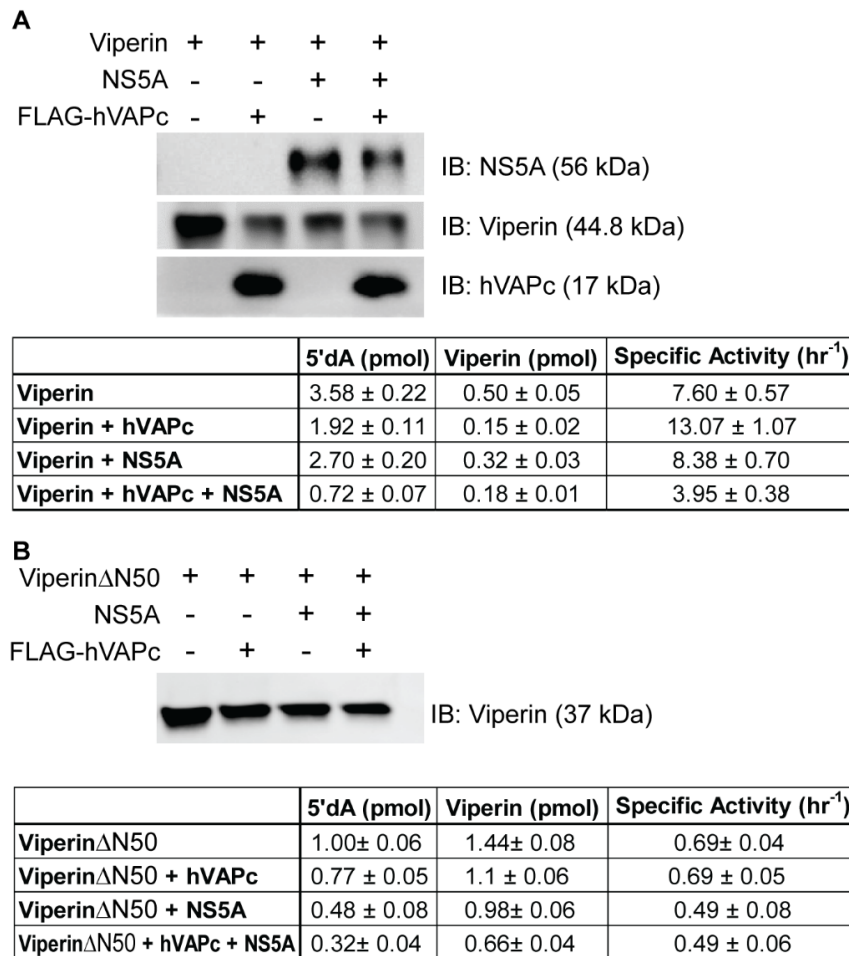 A
Viperin + + + +
NS5A - - + +
FLAG-hVAPc - + - +
IB: NS5A (56 kDa)
IB: Viperin (44.8 kDa)
IB: hVAPc (17 kDa)
5'dA (pmol) Viperin (pmol) Specific Activity (hr⁻¹)
Viperin 3.58 ± 0.22 0.50 ± 0.05 7.60 ± 0.57
Viperin + hVAPc 1.92 ± 0.11 0.15 ± 0.02 13.07 ± 1.07
Viperin + NS5A 2.70 ± 0.20 0.32 ± 0.03 8.38 ± 0.70
Viperin + hVAPc + NS5A 0.72 ± 0.07 0.18 ± 0.01 3.95 ± 0.38
B
ViperinΔN50 + + + +
NS5A - - + +
FLAG-hVAPc - + - +
IB: Viperin (37 kDa)
5'dA (pmol) Viperin (pmol) Specific Activity (hr⁻¹)
ViperinΔN50 1.00± 0.06 1.44± 0.08 0.69± 0.04
ViperinΔN50 + hVAPc 0.77 ± 0.05 1.1 ± 0.06 0.69 ± 0.05
ViperinΔN50 + NS5A 0.48 ± 0.08 0.98± 0.06 0.49 ± 0.08
ViperinΔN50 + hVAPc + NS5A 0.32± 0.04 0.66± 0.04 0.49 ± 0.06